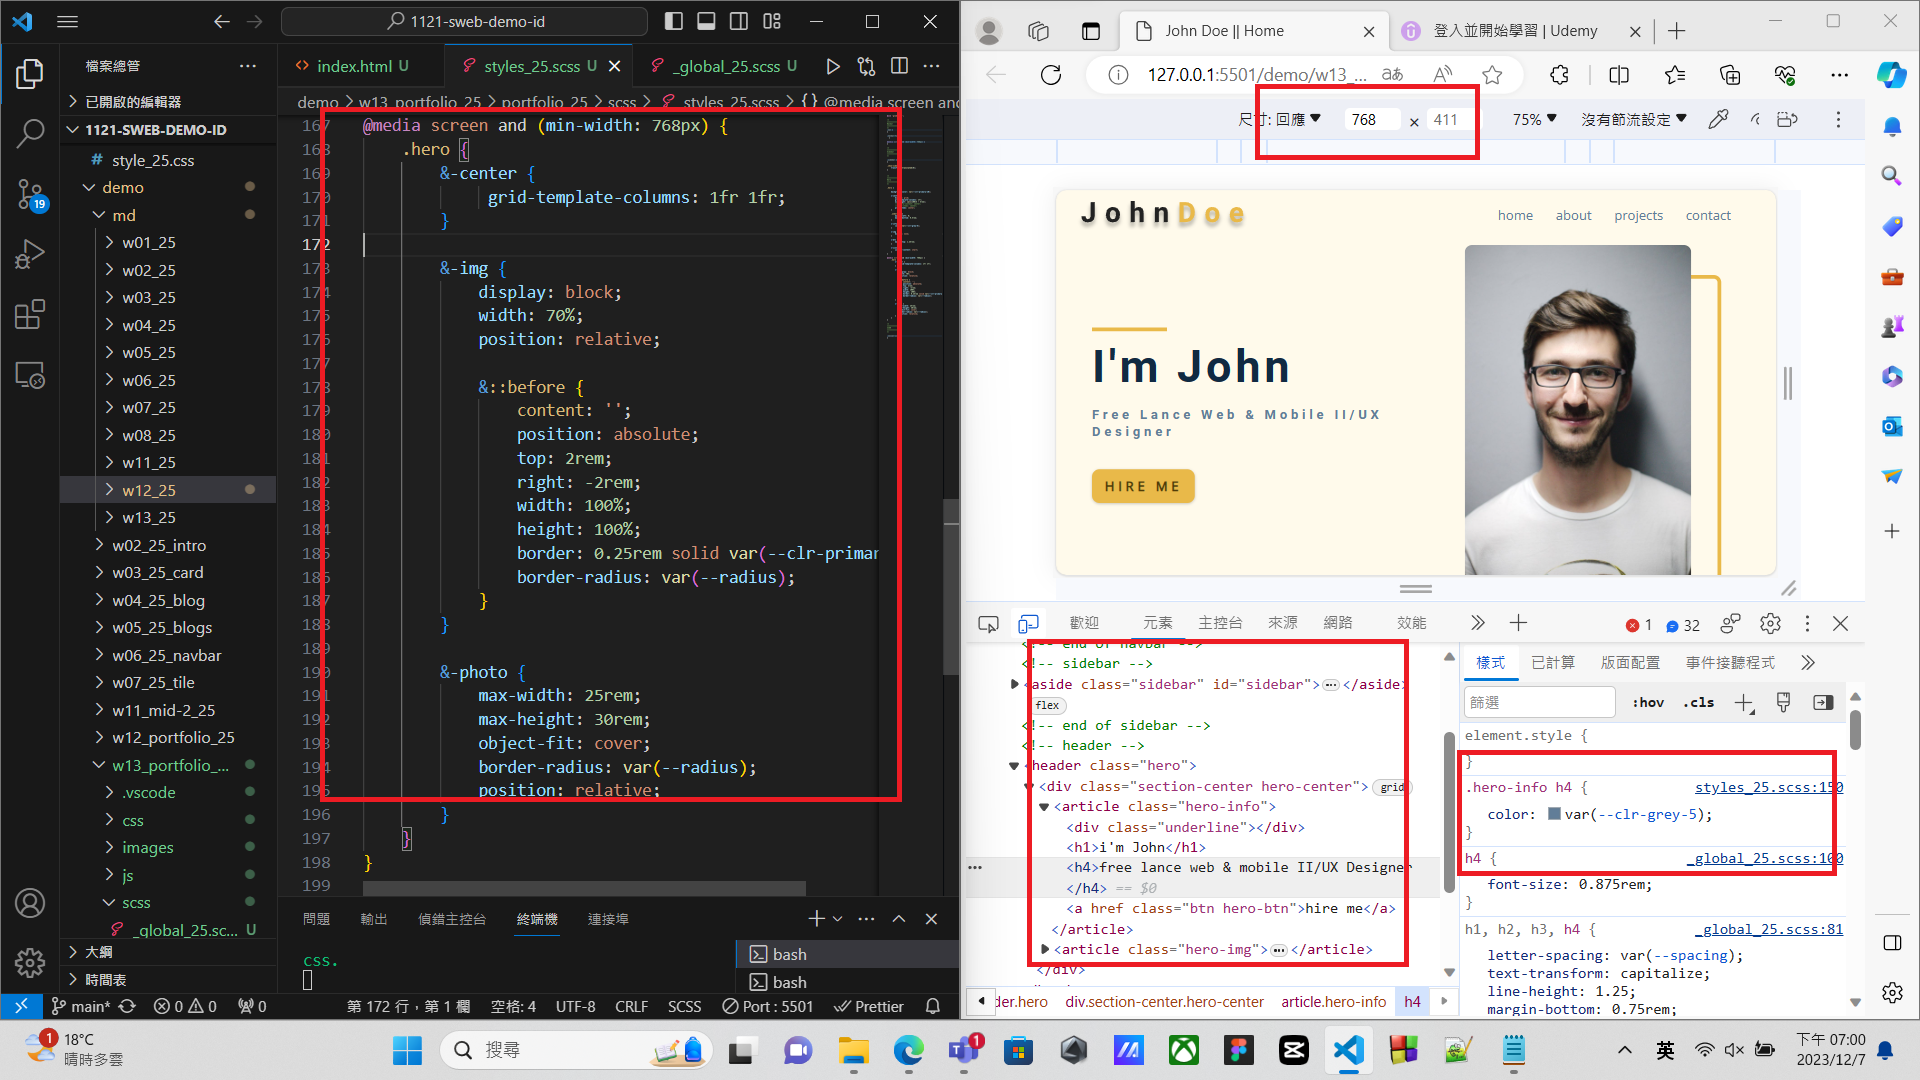 1121-sweb-demo-id
檔案總管
已開啟的編輯器
1121-SWEB-DEMO-ID
# style_25.css
demo
md
w01_25
w02_25
w03_25
w04_25
w05_25
w06_25
w07_25
w08_25
w11_25
w12_25
w13_25
w02_25_intro
w03_25_card
w04_25_blog
w05_25_blogs
w06_25_navbar
w07_25_tile
w11_mid-2_25
w12_portfolio_25
w13_portfolio_...
.vscode
css
images
js
scss
_global_25.sc... U
大綱
時間表
index.html U
styles_25.scss U
_global_25.scss U
demo > w13_portfolio_25 > portfolio_25 > scss > styles_25.scss > {} @media screen and
167 @media screen and (min-width: 768px) {
168 .hero {
169 &-center {
170 grid-template-columns: 1fr 1fr;
171 }
172
173 &-img {
174 display: block;
175 width: 70%;
176 position: relative;
177
178 &::before {
179 content: '';
180 position: absolute;
181 top: 2rem;
182 right: -2rem;
183 width: 100%;
184 height: 100%;
185 border: 0.25rem solid var(--clr-primar
186 border-radius: var(--radius);
187 }
188 }
189
190 &-photo {
191 max-width: 25rem;
192 max-height: 30rem;
193 object-fit: cover;
194 border-radius: var(--radius);
195 position: relative;
196 }
197 }
198 }
199
問題 輸出 偵錯主控台 終端機 連接埠
css.
bash
bash
19
main* 0 0 0 第 172 行，第 1 欄 空格: 4 UTF-8 CRLF SCSS Port : 5501 Prettier
John Doe || Home
登入並開始學習 | Udemy
127.0.0.1:5501/demo/w13_...
尺寸: 回應 768 × 411 75% 沒有節流設定
JohnDoe
home about projects contact
I'm John
Free Lance Web & Mobile II/UX
Designer
HIRE ME
歡迎 元素 主控台 來源 網路 效能 1 32
<!-- end of navbar -->
<!-- sidebar -->
<aside class="sidebar" id="sidebar">…</aside>
flex
<!-- end of sidebar -->
<!-- header -->
<header class="hero">
<div class="section-center hero-center"> grid
<article class="hero-info">
<div class="underline"></div>
<h1>i'm John</h1>
<h4>free lance web & mobile II/UX Designer
</h4> == $0
<a href class="btn hero-btn">hire me</a>
</article>
<article class="hero-img">…</article>
</div>
der.hero div.section-center.hero-center article.hero-info h4
樣式 已計算 版面配置 事件接聽程式
篩選 :hov .cls
element.style {
}
.hero-info h4 { styles_25.scss:150
color: var(--clr-grey-5);
}
h4 { _global_25.scss:100
font-size: 0.875rem;
}
h1, h2, h3, h4 { _global_25.scss:81
letter-spacing: var(--spacing);
text-transform: capitalize;
line-height: 1.25;
margin-bottom: 0.75rem;
1
18°C
晴時多雲
搜尋
1
英
下午 07:00
2023/12/7